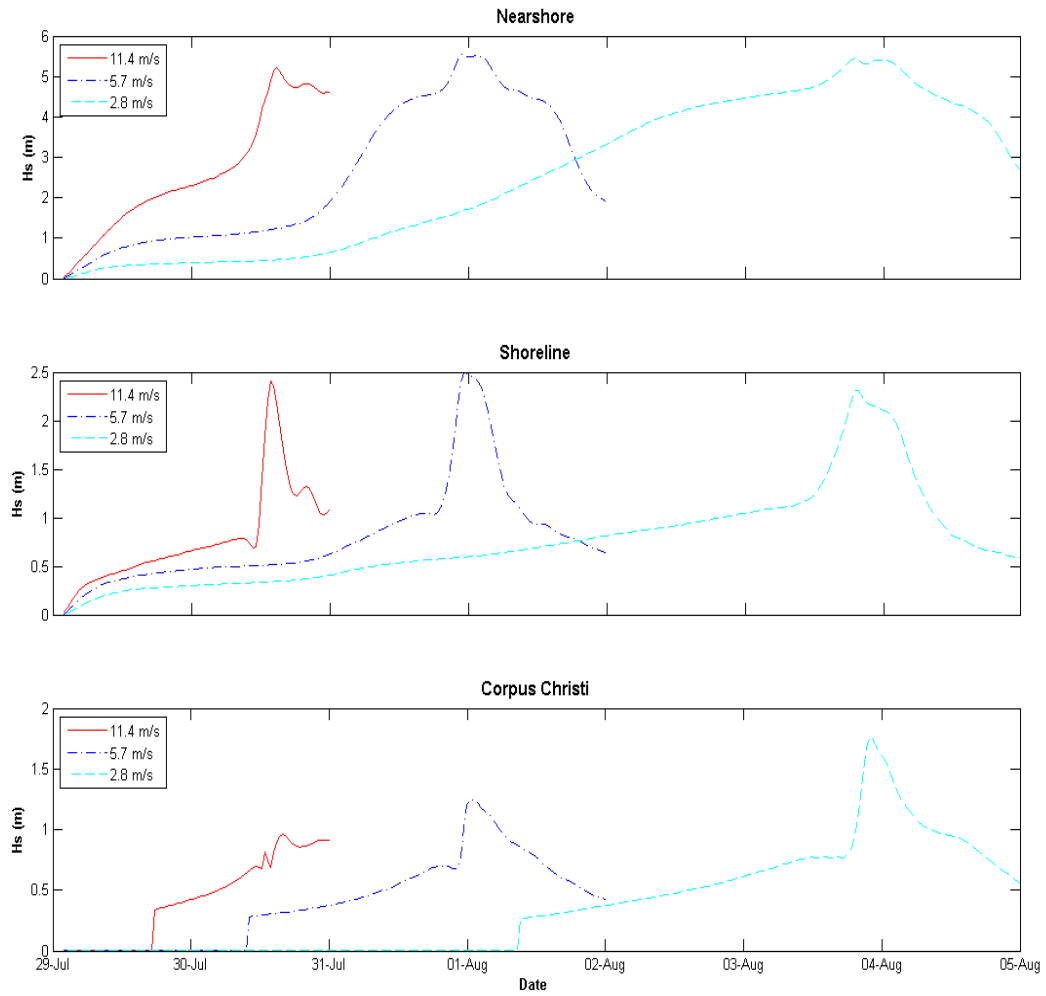 Nearshore
6
5
4
3
2
1
0
Hs (m)
11.4 m/s
5.7 m/s
2.8 m/s
Shoreline
2.5
2
1.5
1
0.5
0
Hs (m)
11.4 m/s
5.7 m/s
2.8 m/s
Corpus Christi
2
1.5
1
0.5
0
Hs (m)
11.4 m/s
5.7 m/s
2.8 m/s
29-Jul 30-Jul 31-Jul 01-Aug 02-Aug 03-Aug 04-Aug 05-Aug
Date